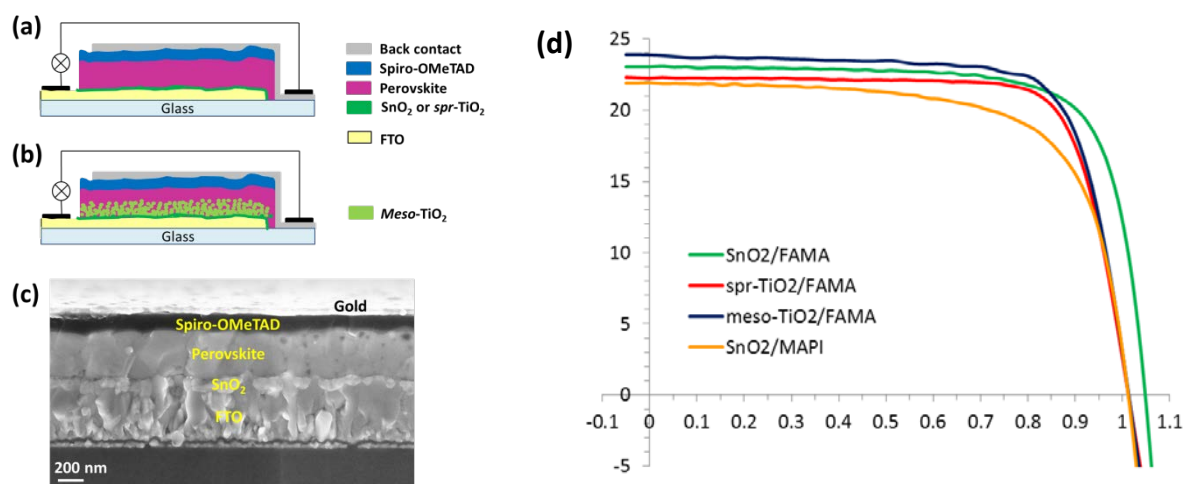 (a)
Back contact
Spiro-OMeTAD
Perovskite
SnO₂ or spr-TiO₂
Glass
FTO
(b)
Meso-TiO₂
Glass
(c)
Gold
Spiro-OMeTAD
Perovskite
SnO₂
FTO
200 nm
(d)
25
20
15
10
5
0
-5
-0.1 0 0.1 0.2 0.3 0.4 0.5 0.6 0.7 0.8 0.9 1 1.1
SnO2/FAMA
spr-TiO2/FAMA
meso-TiO2/FAMA
SnO2/MAPI